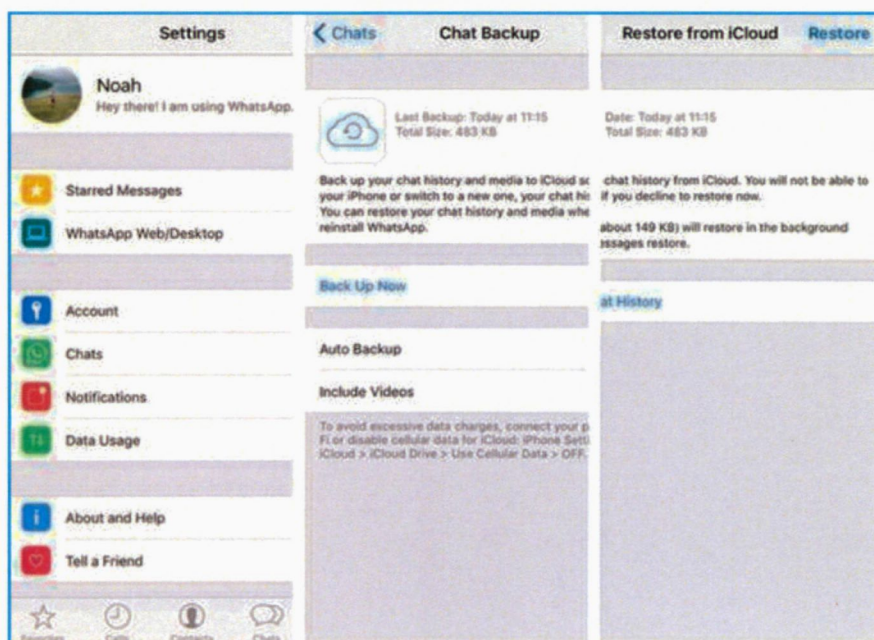 Settings
Noah
Hey there! I am using WhatsApp.
Starred Messages
WhatsApp Web/Desktop
Account
Chats
Notifications
Data Usage
About and Help
Tell a Friend
Favorites
Calls
Contacts
Chats
Chats
Chat Backup
Last Backup: Today at 11:15
Total Size: 483 KB
Back up your chat history and media to iCloud so
your iPhone or switch to a new one, your chat his
You can restore your chat history and media whe
reinstall WhatsApp.
Back Up Now
Auto Backup
Include Videos
To avoid excessive data charges, connect your p
Fi or disable cellular data for iCloud: iPhone Setti
iCloud > iCloud Drive > Use Cellular Data > OFF.
Restore from iCloud
Restore
Date: Today at 11:15
Total Size: 483 KB
chat history from iCloud. You will not be able to
if you decline to restore now.
about 149 KB) will restore in the background
essages restore.
at History